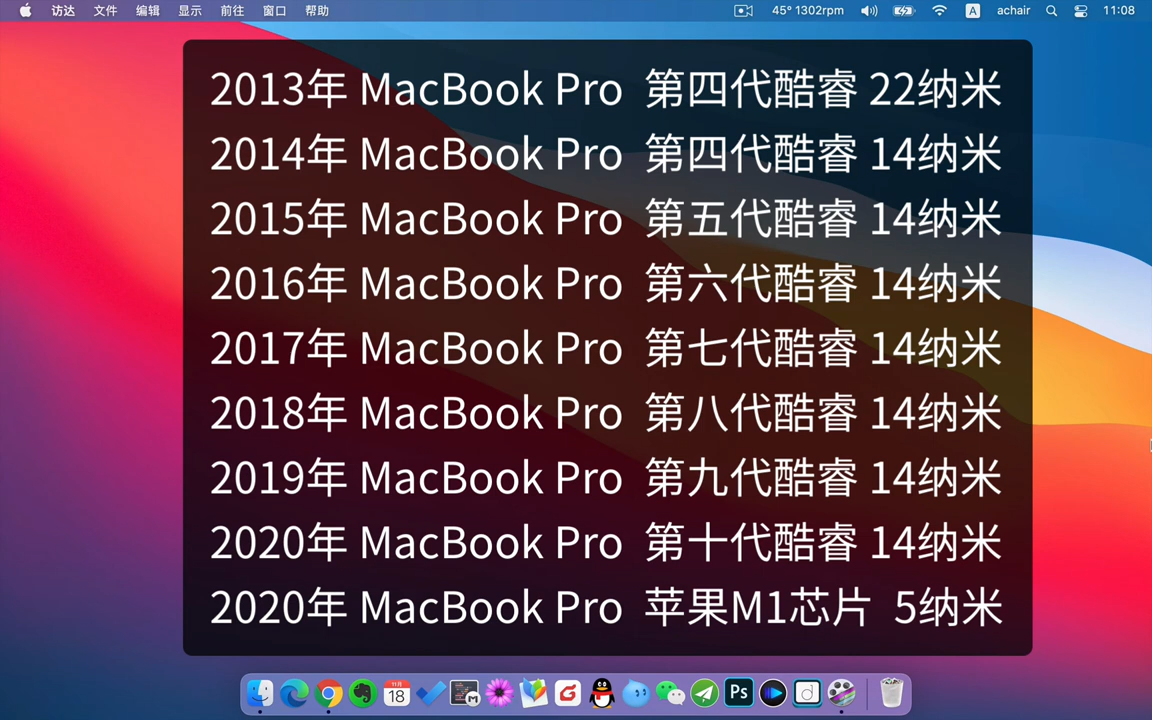 访达 文件 编辑 显示 前往 窗口 帮助 45° 1302rpm A achair 11:08
2013年 MacBook Pro 第四代酷睿 22纳米
2014年 MacBook Pro 第四代酷睿 14纳米
2015年 MacBook Pro 第五代酷睿 14纳米
2016年 MacBook Pro 第六代酷睿 14纳米
2017年 MacBook Pro 第七代酷睿 14纳米
2018年 MacBook Pro 第八代酷睿 14纳米
2019年 MacBook Pro 第九代酷睿 14纳米
2020年 MacBook Pro 第十代酷睿 14纳米
2020年 MacBook Pro 苹果M1芯片 5纳米
11月
18 M G Ps d